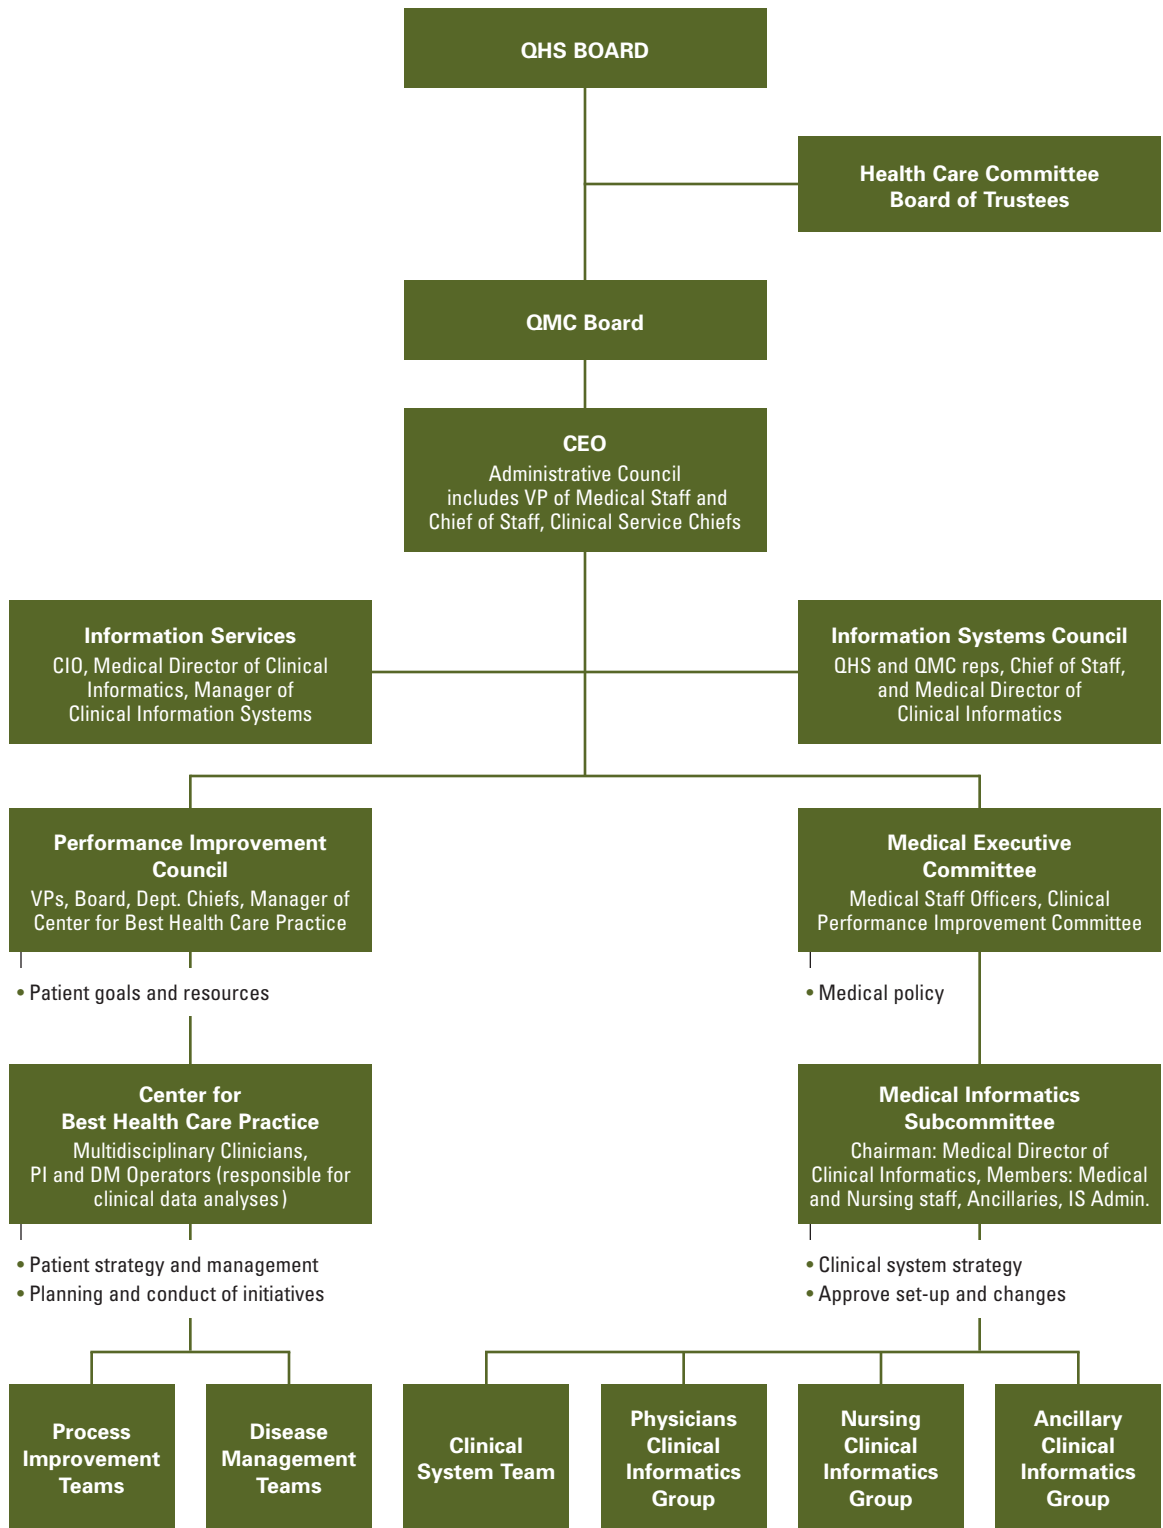 QHS BOARD
Health Care Committee
Board of Trustees
QMC Board
CEO
Administrative Council
includes VP of Medical Staff and
Chief of Staff, Clinical Service Chiefs
Information Services
CIO, Medical Director of Clinical
Informatics, Manager of
Clinical Information Systems
Information Systems Council
QHS and QMC reps, Chief of Staff,
and Medical Director of
Clinical Informatics
Performance Improvement
Council
VPs, Board, Dept. Chiefs, Manager of
Center for Best Health Care Practice
Medical Executive
Committee
Medical Staff Officers, Clinical
Performance Improvement Committee
• Patient goals and resources
• Medical policy
Center for
Best Health Care Practice
Multidisciplinary Clinicians,
PI and DM Operators (responsible for
clinical data analyses)
Medical Informatics
Subcommittee
Chairman: Medical Director of
Clinical Informatics, Members: Medical
and Nursing staff, Ancillaries, IS Admin.
• Patient strategy and management
• Planning and conduct of initiatives
• Clinical system strategy
• Approve set-up and changes
Process
Improvement
Teams
Disease
Management
Teams
Clinical
System Team
Physicians
Clinical
Informatics
Group
Nursing
Clinical
Informatics
Group
Ancillary
Clinical
Informatics
Group